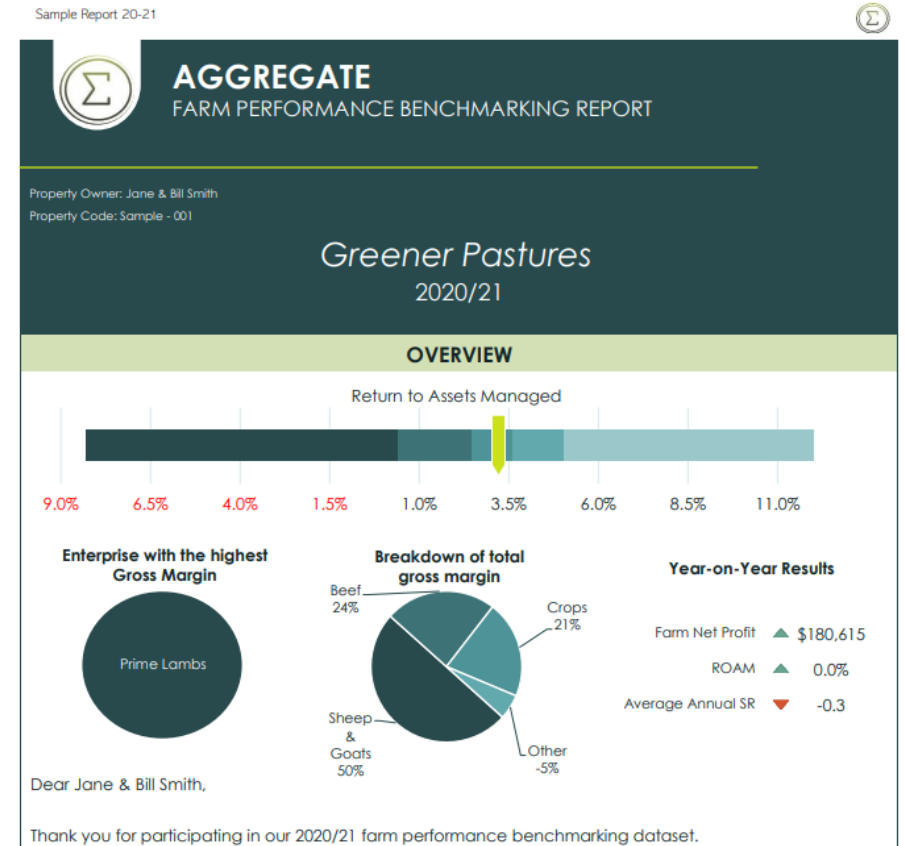 Sample Report 20-21
Σ
Σ
AGGREGATE
FARM PERFORMANCE BENCHMARKING REPORT
Property Owner: Jane & Bill Smith
Property Code: Sample - 001
Greener Pastures
2020/21
OVERVIEW
Return to Assets Managed
9.0% 6.5% 4.0% 1.5% 1.0% 3.5% 6.0% 8.5% 11.0%
Enterprise with the highest
Gross Margin
Prime Lambs
Breakdown of total
gross margin
Beef
24%
Crops
21%
Sheep
&
Goats
50%
Other
-5%
Year-on-Year Results
Farm Net Profit ▲ $180,615
ROAM ▲ 0.0%
Average Annual SR ▼ -0.3
Dear Jane & Bill Smith,
Thank you for participating in our 2020/21 farm performance benchmarking dataset.